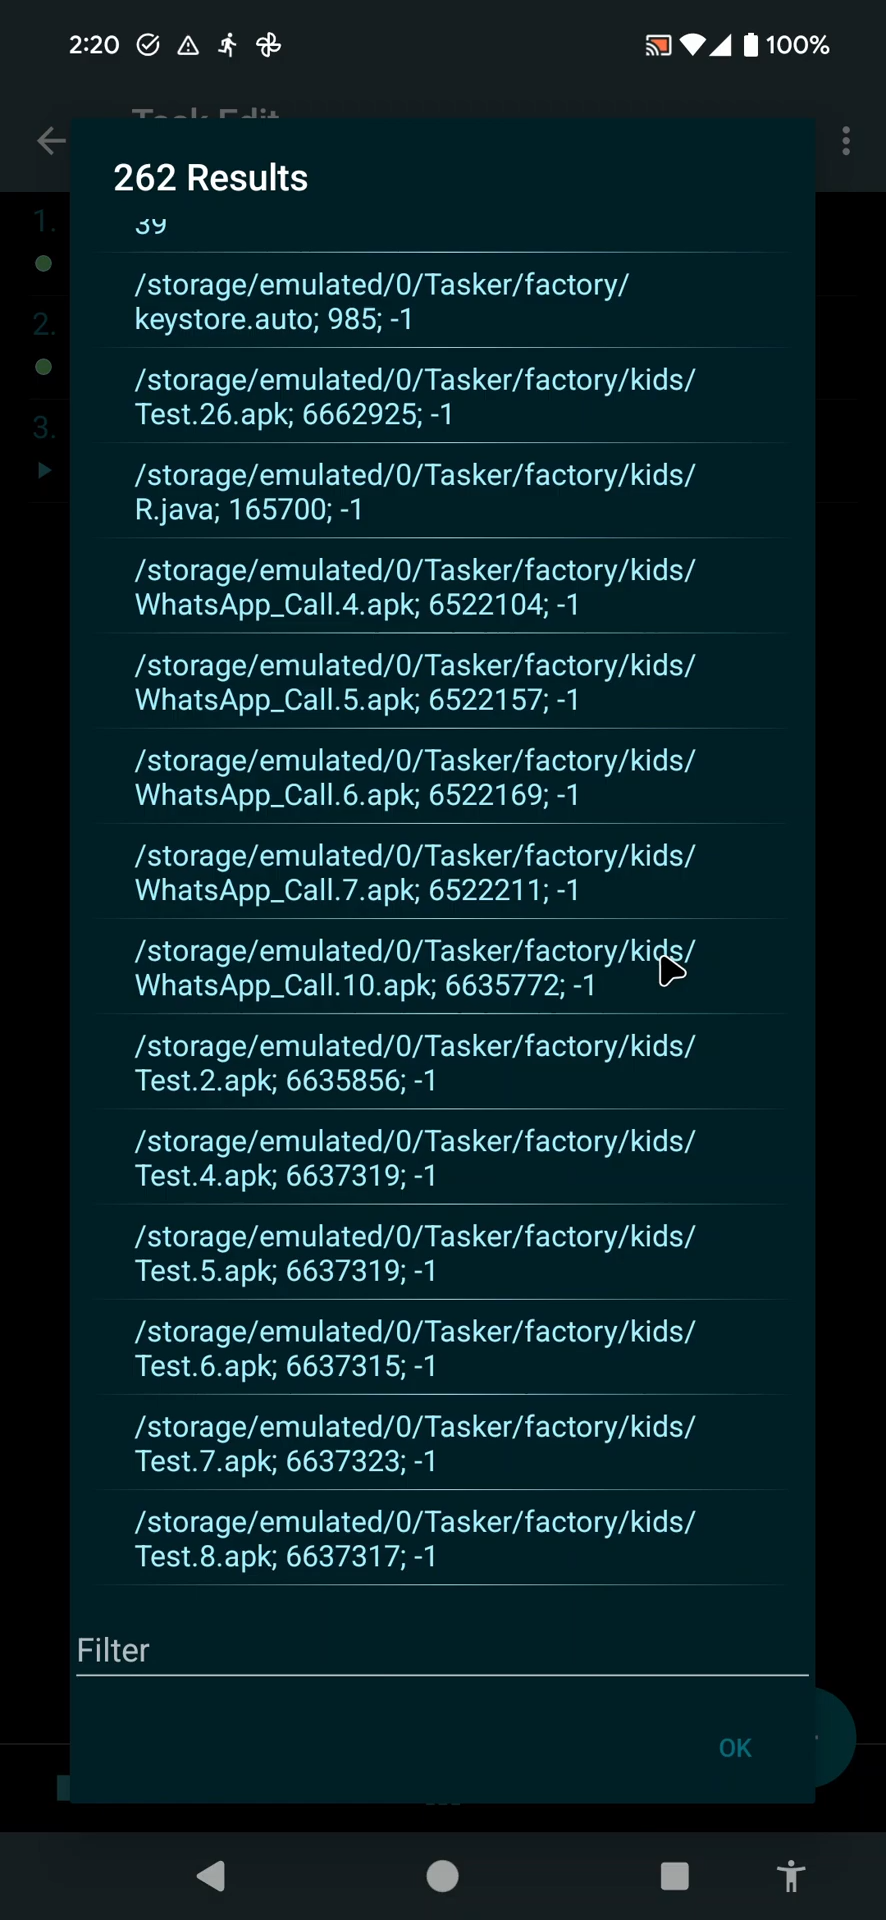 2:20
100%
Task Edit
262 Results
1.
39
/storage/emulated/0/Tasker/factory/
keystore.auto; 985; -1
2.
/storage/emulated/0/Tasker/factory/kids/
Test.26.apk; 6662925; -1
3.
/storage/emulated/0/Tasker/factory/kids/
R.java; 165700; -1
/storage/emulated/0/Tasker/factory/kids/
WhatsApp_Call.4.apk; 6522104; -1
/storage/emulated/0/Tasker/factory/kids/
WhatsApp_Call.5.apk; 6522157; -1
/storage/emulated/0/Tasker/factory/kids/
WhatsApp_Call.6.apk; 6522169; -1
/storage/emulated/0/Tasker/factory/kids/
WhatsApp_Call.7.apk; 6522211; -1
/storage/emulated/0/Tasker/factory/kids/
WhatsApp_Call.10.apk; 6635772; -1
/storage/emulated/0/Tasker/factory/kids/
Test.2.apk; 6635856; -1
/storage/emulated/0/Tasker/factory/kids/
Test.4.apk; 6637319; -1
/storage/emulated/0/Tasker/factory/kids/
Test.5.apk; 6637319; -1
/storage/emulated/0/Tasker/factory/kids/
Test.6.apk; 6637315; -1
/storage/emulated/0/Tasker/factory/kids/
Test.7.apk; 6637323; -1
/storage/emulated/0/Tasker/factory/kids/
Test.8.apk; 6637317; -1
Filter
OK